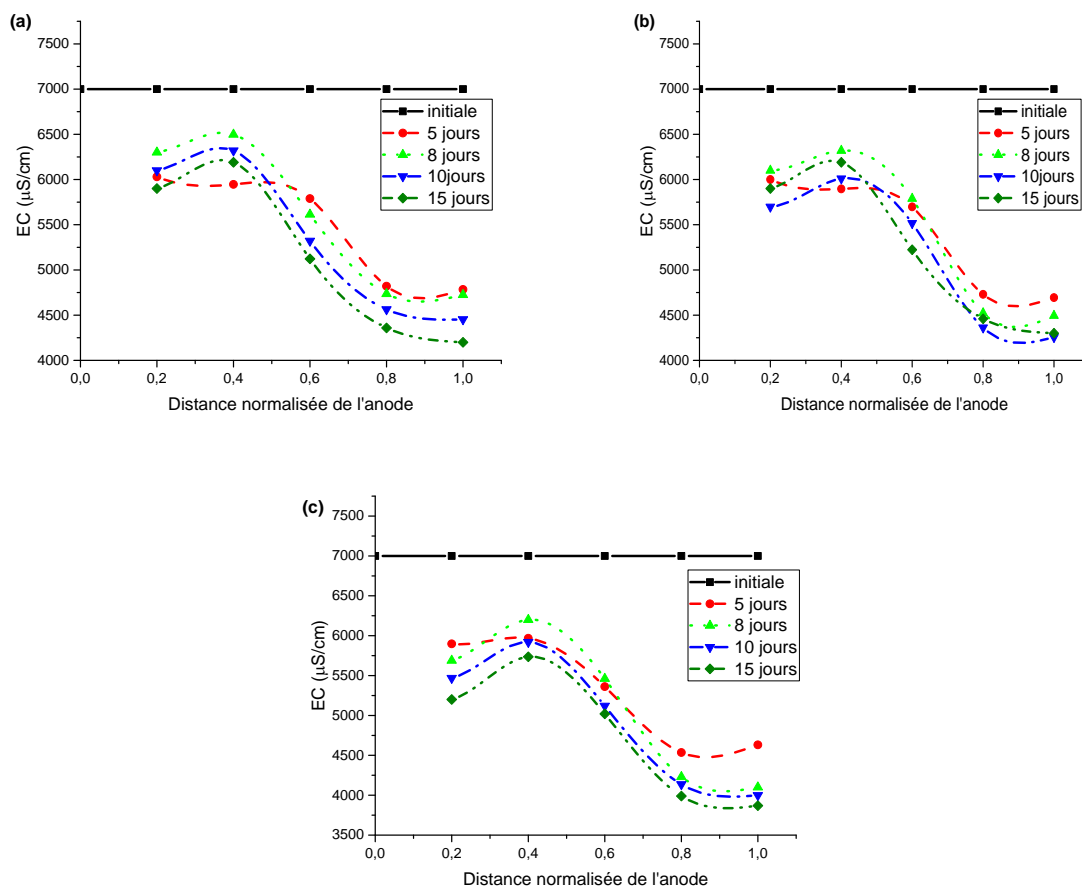 (a)
7500
7000
6500
6000
5500
5000
4500
4000
EC (µS/cm)
initiale
5 jours
8 jours
10jours
15 jours
0,0 0,2 0,4 0,6 0,8 1,0
Distance normalisée de l'anode
(b)
7500
7000
6500
6000
5500
5000
4500
4000
EC (µS/cm)
initiale
5 jours
8 jours
10jours
15 jours
0,0 0,2 0,4 0,6 0,8 1,0
Distance normalisée de l'anode
(c)
7500
7000
6500
6000
5500
5000
4500
4000
3500
EC (µS/cm)
initiale
5 jours
8 jours
10 jours
15 jours
0,0 0,2 0,4 0,6 0,8 1,0
Distance normalisée de l'anode